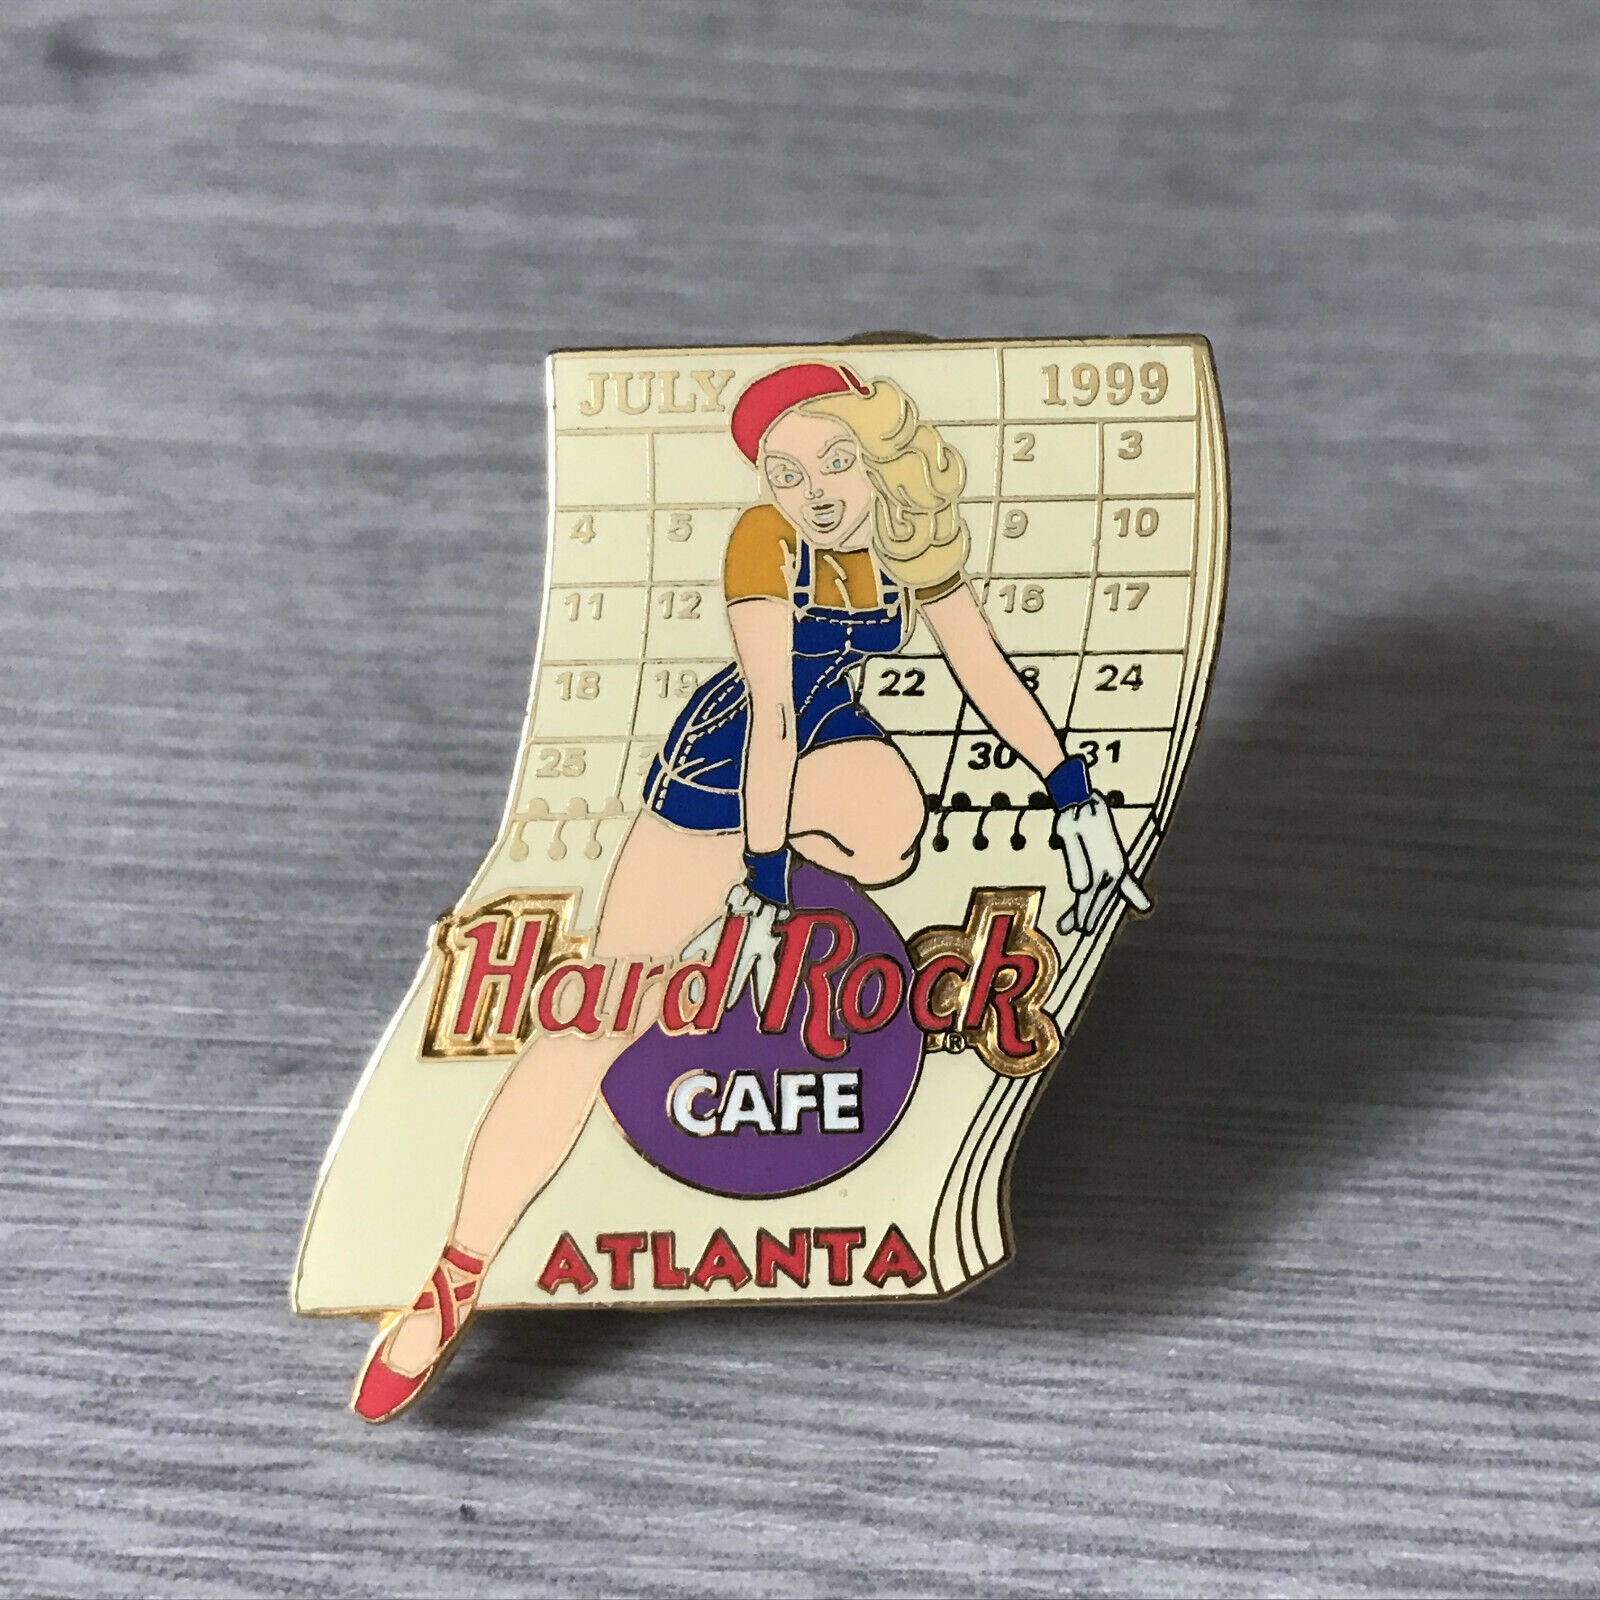 JULY 1999
2 3
4 5 9 10
11 12 16 17
18 19 22 24
25 30 31
Hard Rock ®
CAFE
ATLANTA